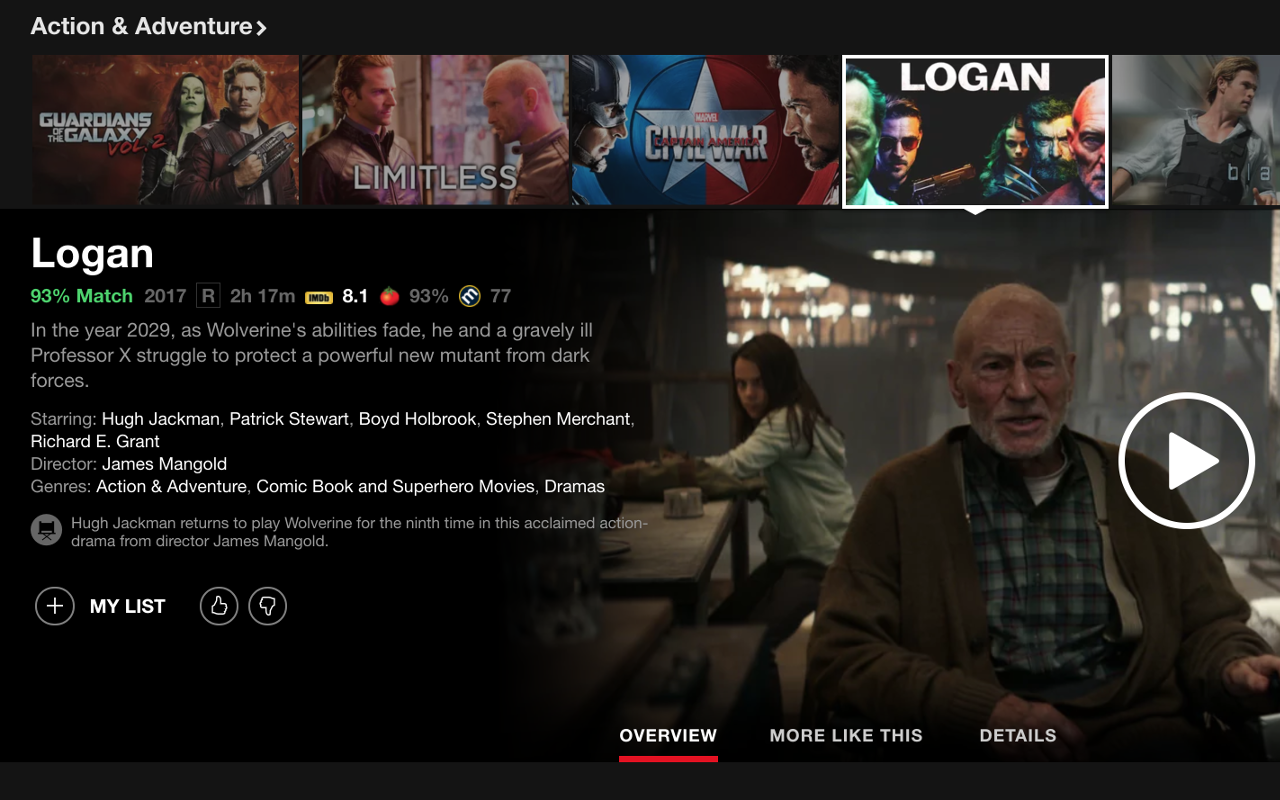 Action & Adventure
GUARDIANS
OF THE GALAXY
VOL. 2
LIMITLESS
MARVEL
CAPTAIN AMERICA
CIVIL WAR
LOGAN
b l a
Logan
93% Match 2017 R 2h 17m IMDb 8.1 93% 77
In the year 2029, as Wolverine's abilities fade, he and a gravely ill
Professor X struggle to protect a powerful new mutant from dark
forces.
Starring: Hugh Jackman, Patrick Stewart, Boyd Holbrook, Stephen Merchant,
Richard E. Grant
Director: James Mangold
Genres: Action & Adventure, Comic Book and Superhero Movies, Dramas
Hugh Jackman returns to play Wolverine for the ninth time in this acclaimed action-
drama from director James Mangold.
MY LIST
OVERVIEW MORE LIKE THIS DETAILS